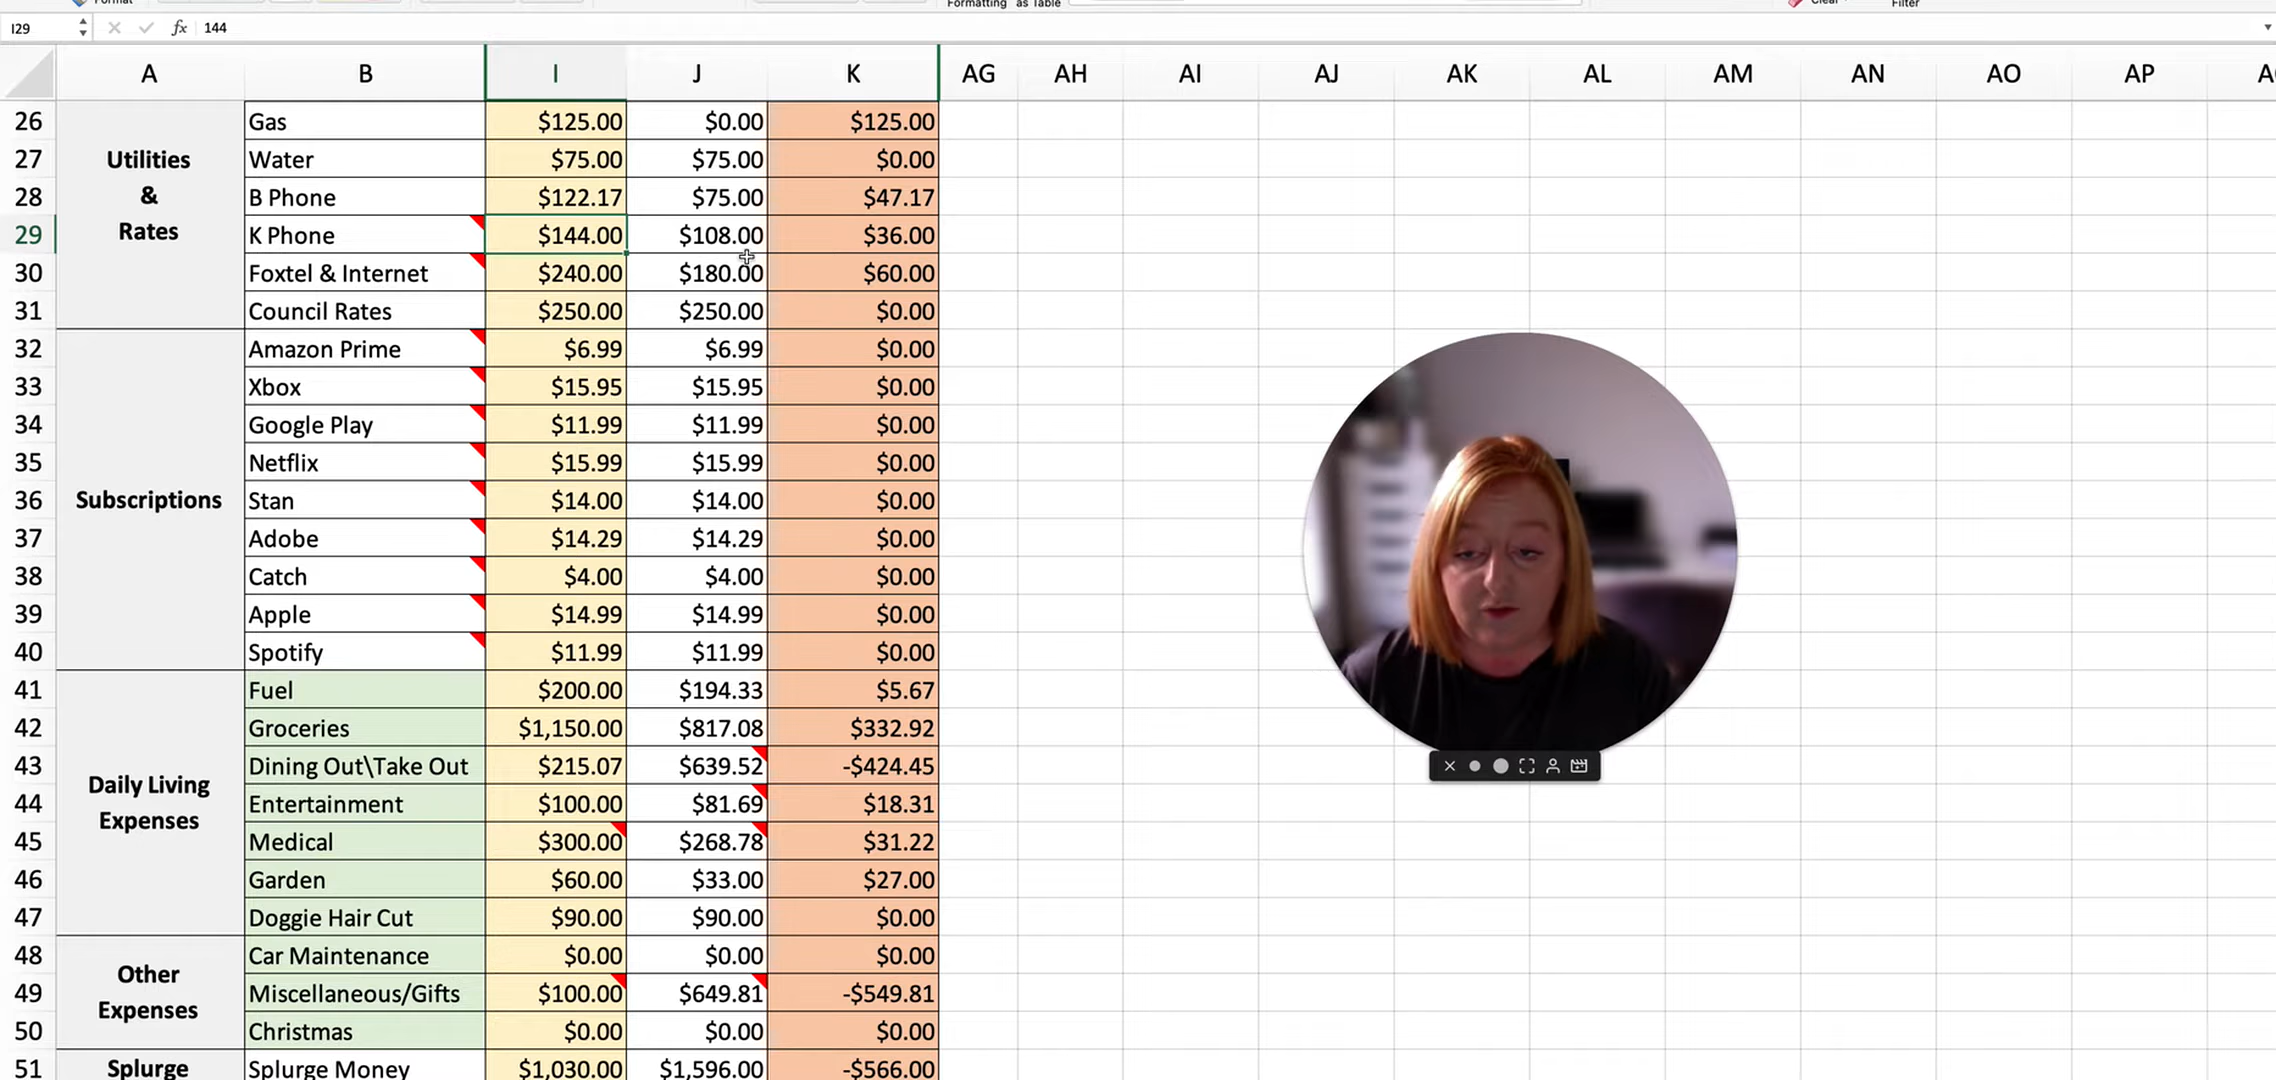 Format Formatting as Table Clear Filter
I29 fx 144
A B I J K AG AH AI AJ AK AL AM AN AO AP
26 Gas $125.00 $0.00 $125.00
27 Utilities Water $75.00 $75.00 $0.00
28 & B Phone $122.17 $75.00 $47.17
29 Rates K Phone $144.00 $108.00 $36.00
30 Foxtel & Internet $240.00 $180.00 $60.00
31 Council Rates $250.00 $250.00 $0.00
32 Amazon Prime $6.99 $6.99 $0.00
33 Xbox $15.95 $15.95 $0.00
34 Google Play $11.99 $11.99 $0.00
35 Netflix $15.99 $15.99 $0.00
36 Subscriptions Stan $14.00 $14.00 $0.00
37 Adobe $14.29 $14.29 $0.00
38 Catch $4.00 $4.00 $0.00
39 Apple $14.99 $14.99 $0.00
40 Spotify $11.99 $11.99 $0.00
41 Fuel $200.00 $194.33 $5.67
42 Groceries $1,150.00 $817.08 $332.92
43 Daily Living Dining Out\Take Out $215.07 $639.52 -$424.45
44 Expenses Entertainment $100.00 $81.69 $18.31
45 Medical $300.00 $268.78 $31.22
46 Garden $60.00 $33.00 $27.00
47 Doggie Hair Cut $90.00 $90.00 $0.00
48 Other Car Maintenance $0.00 $0.00 $0.00
49 Expenses Miscellaneous/Gifts $100.00 $649.81 -$549.81
50 Christmas $0.00 $0.00 $0.00
51 Splurge Splurge Money $1,030.00 $1,596.00 -$566.00